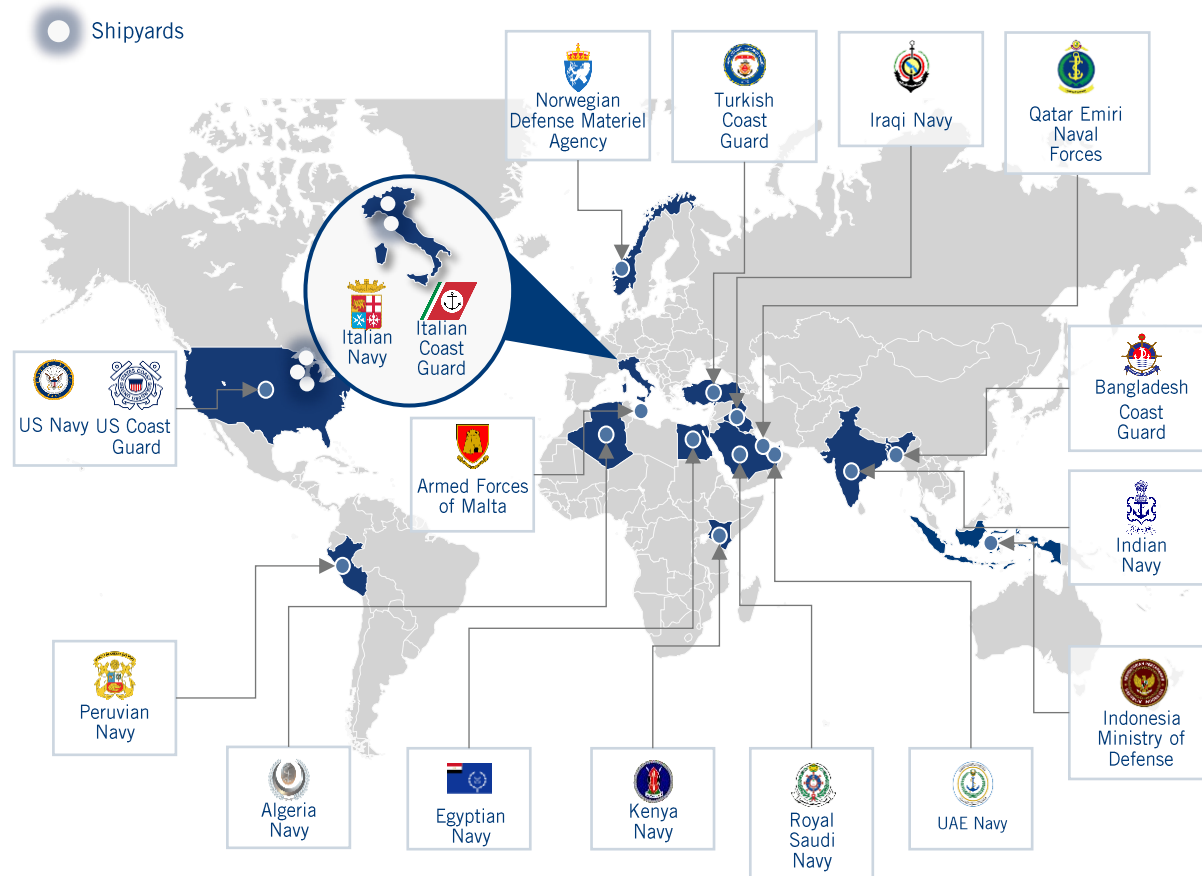 Shipyards
Norwegian
Defense Materiel
Agency
Turkish
Coast
Guard
Iraqi Navy
Qatar Emiri
Naval
Forces
Italian
Navy
Italian
Coast
Guard
US Navy
US Coast
Guard
Armed Forces
of Malta
Bangladesh
Coast
Guard
Indian
Navy
Peruvian
Navy
Indonesia
Ministry of
Defense
Algeria
Navy
Egyptian
Navy
Kenya
Navy
Royal
Saudi
Navy
UAE Navy